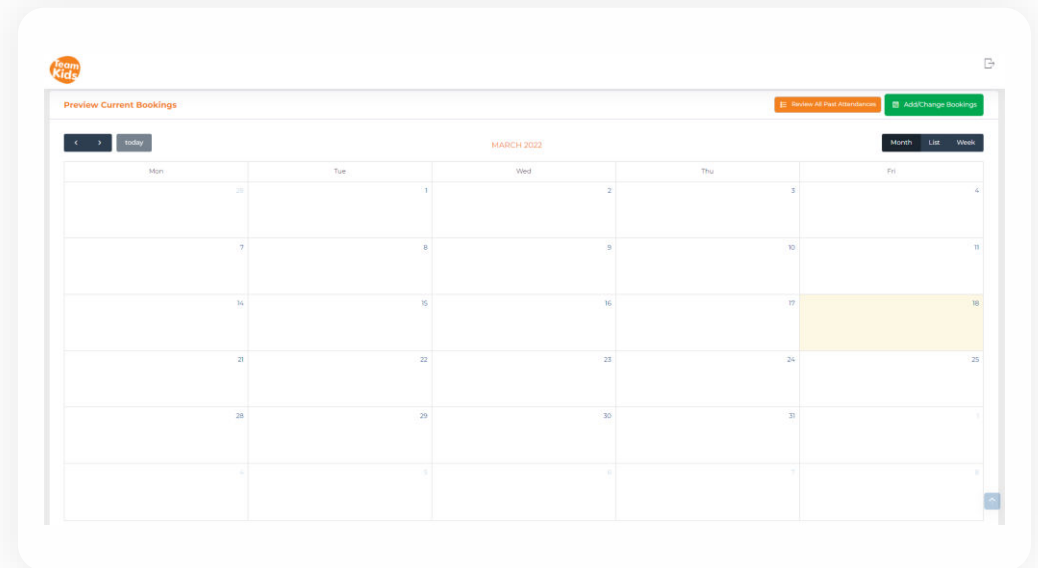 Team
Kids
Preview Current Bookings
Review All Past Attendances
Add/Change Bookings
today
MARCH 2022
Month List Week
Mon Tue Wed Thu Fri
28 1 2 3 4
7 8 9 10 11
14 15 16 17 18
21 22 23 24 25
28 29 30 31 1
4 5 6 7 8